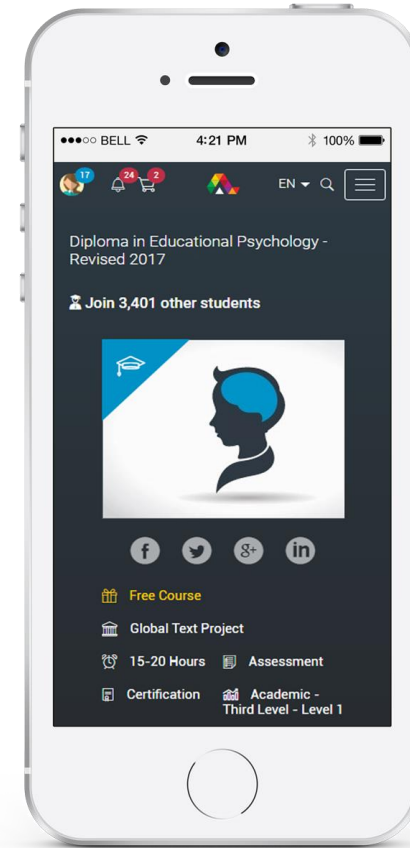 BELL 4:21 PM 100%
17 24 2 EN
Diploma in Educational Psychology -
Revised 2017
Join 3,401 other students
f g+ in
Free Course
Global Text Project
15-20 Hours Assessment
Certification Academic -
Third Level - Level 1